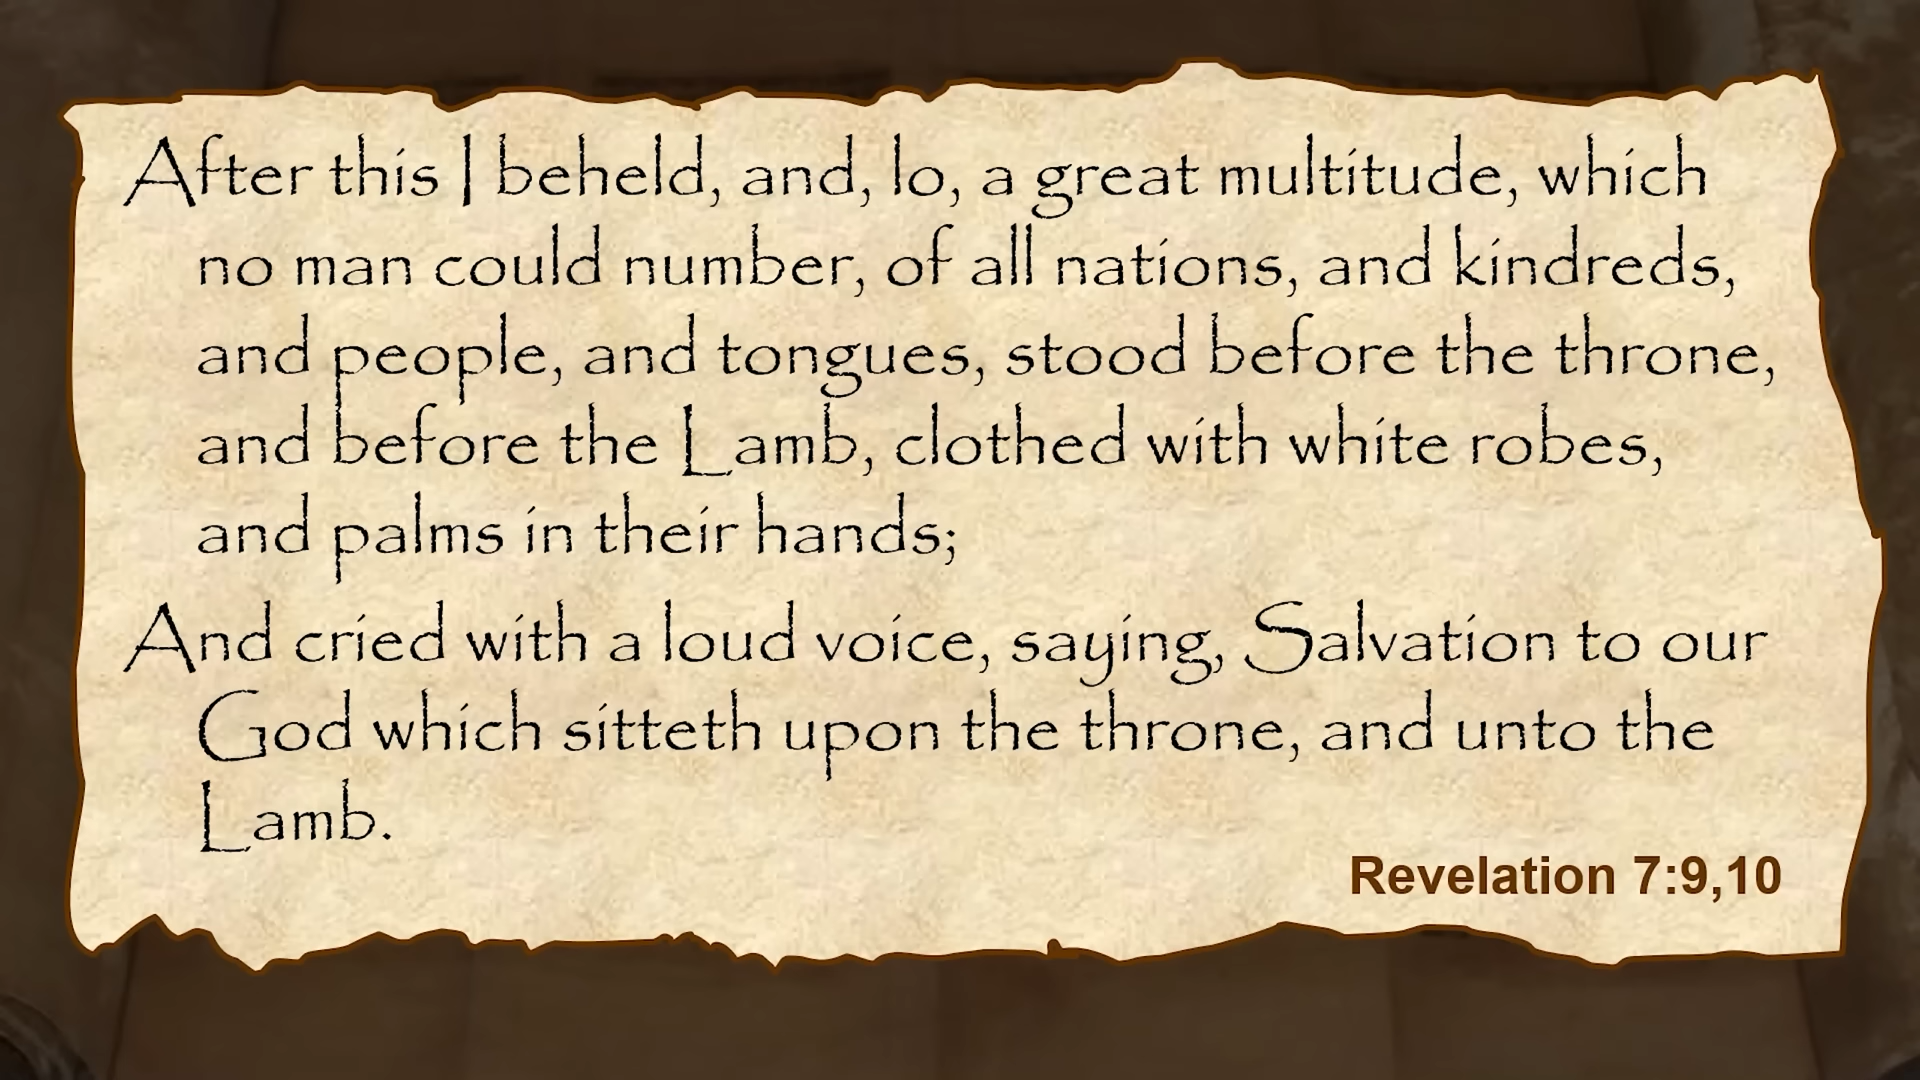 After this I beheld, and, lo, a great multitude, which
no man could number, of all nations, and kindreds,
and people, and tongues, stood before the throne,
and before the Lamb, clothed with white robes,
and palms in their hands;
And cried with a loud voice, saying, Salvation to our
God which sitteth upon the throne, and unto the
Lamb.
Revelation 7:9,10